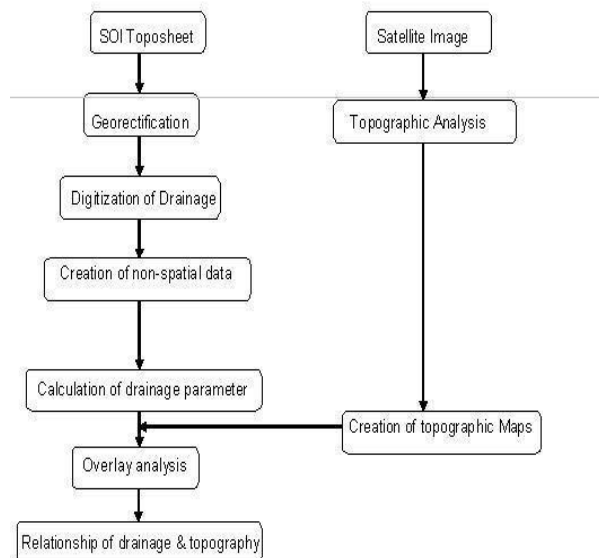 SOI Toposheet
Satellite Image
Georectification
Topographic Analysis
Digitization of Drainage
Creation of non-spatial data
Calculation of drainage parameter
Creation of topographic Maps
Overlay analysis
Relationship of drainage & topography